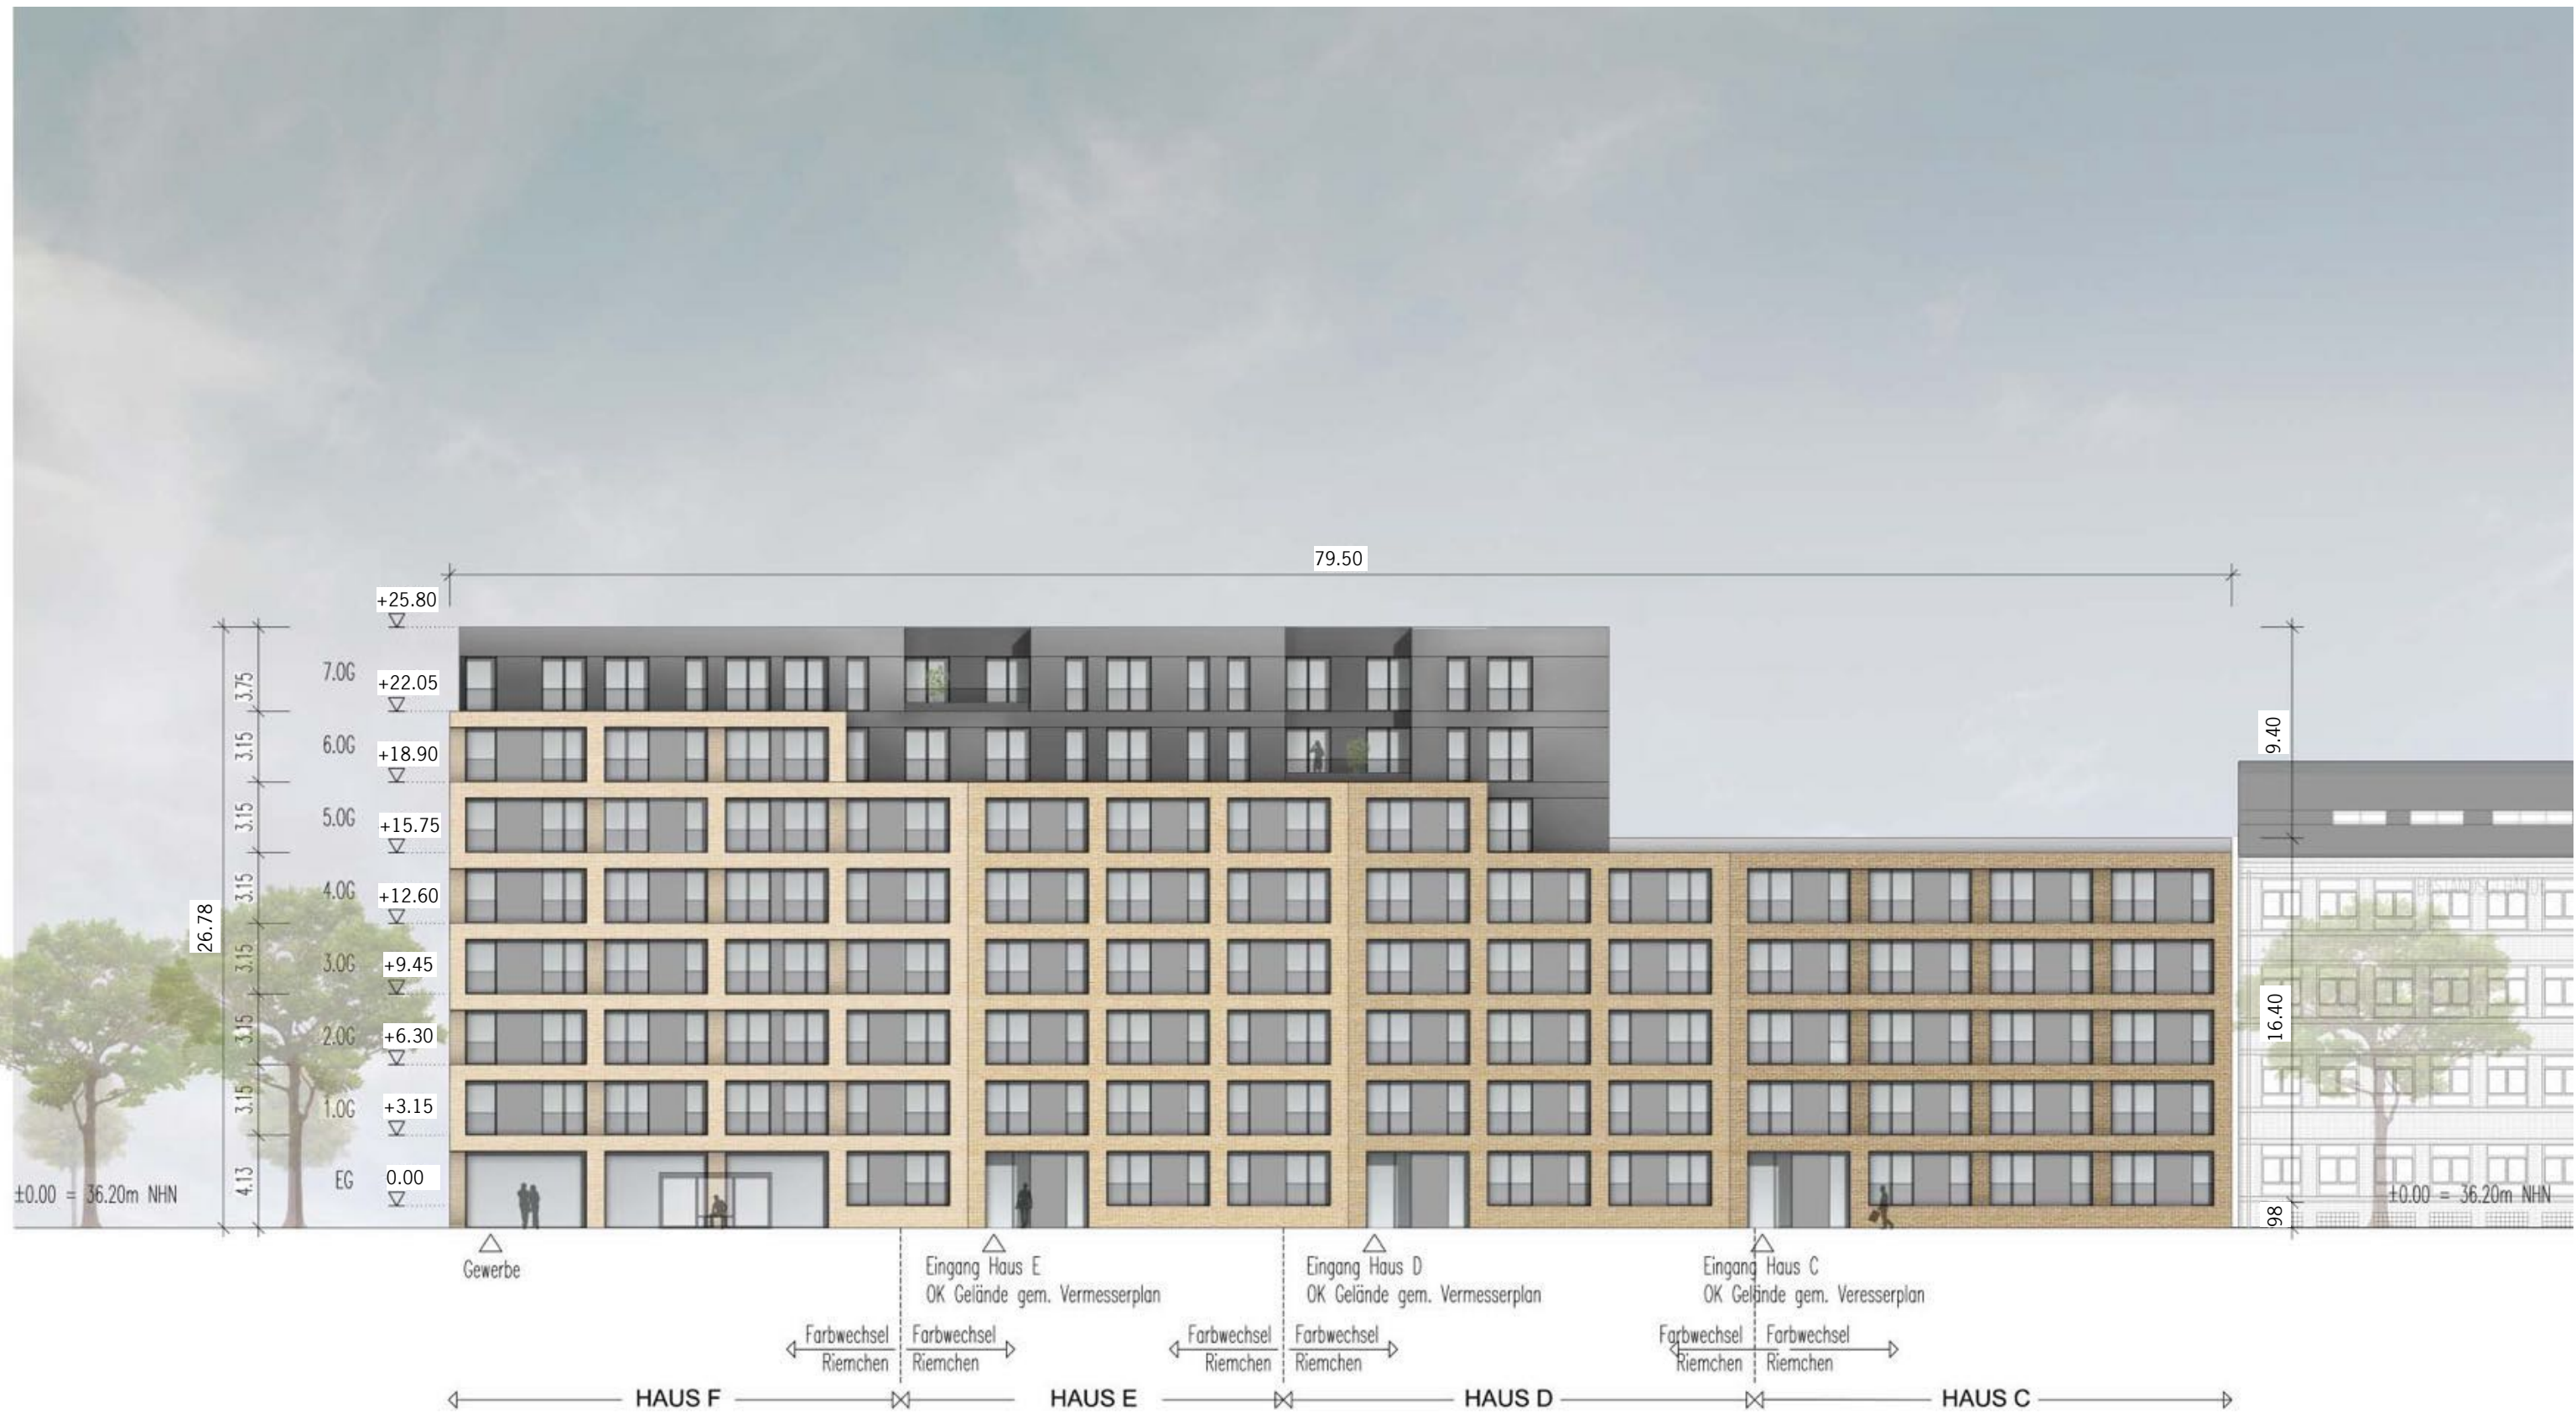 79.50
+25.80
7.OG
+22.05
3.75
6.OG
+18.90
3.15
9.40
5.OG
+15.75
3.15
4.OG
+12.60
3.15
26.78
3.OG
+9.45
3.15
16.40
2.OG
+6.30
3.15
1.OG
+3.15
3.15
EG
0.00
4.13
±0.00 = 36.20m NHN
±0.00 = 36.20m NHN
98
Gewerbe
Eingang Haus E
OK Gelände gem. Vermesserplan
Eingang Haus D
OK Gelände gem. Vermesserplan
Eingang Haus C
OK Gelände gem. Veresserplan
Farbwechsel
Riemchen
Farbwechsel
Riemchen
Farbwechsel
Riemchen
Farbwechsel
Riemchen
Farbwechsel
Riemchen
Farbwechsel
Riemchen
HAUS F
HAUS E
HAUS D
HAUS C